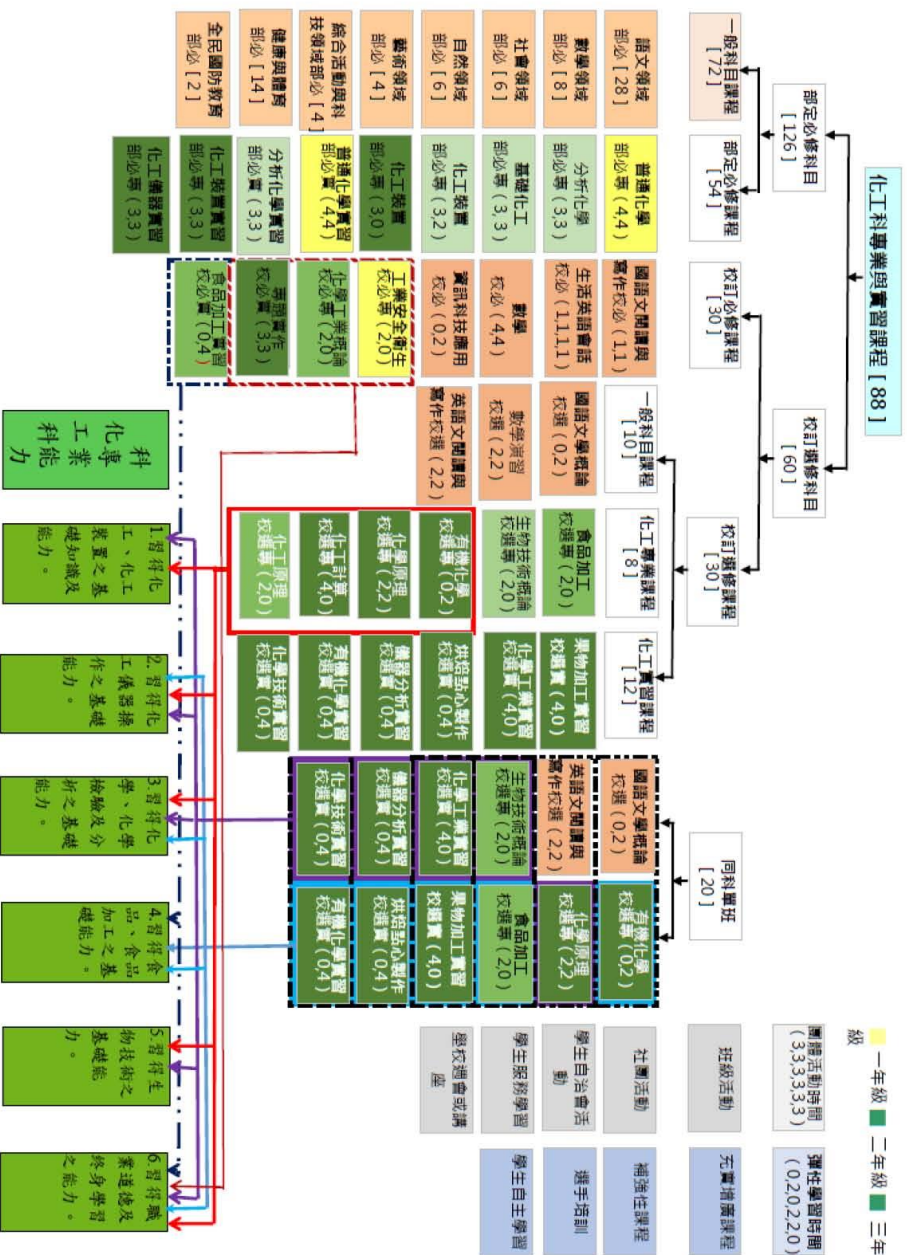 化工科專業與實習課程 [ 88 ]
一年級
二年級
三年
級
部定必修科目
[ 126 ]
校訂選修科目
[ 60 ]
一般科目課程
[ 72 ]
部定必修課程
[ 54 ]
校訂必修課程
[ 30 ]
校訂選修課程
[ 30 ]
一般科目課程
[ 10 ]
化工專業課程
[ 8 ]
化工實習課程
[ 12 ]
同科單班
[ 20 ]
團體活動時間
( 3,3,3,3,3,3 )
彈性學習時間
( 0,2,0,2,2,0 )
語文領域
部必 [ 28 ]
數學領域
部必 [ 8 ]
社會領域
部必 [ 6 ]
自然領域
部必 [ 6 ]
藝術領域
部必 [ 4 ]
綜合活動與科
技領域部必 [ 4 ]
健康與體育
部必 [ 14 ]
全民國防教育
部必 [ 2 ]
普通化學
部必專 ( 4,4 )
分析化學
部必專 ( 3,3 )
基礎化工
部必專 ( 3,3 )
化工裝置
部必專 ( 3,2 )
化工裝置
部必專 ( 3,0 )
普通化學實習
部必實 ( 4,4 )
分析化學實習
部必實 ( 3,3 )
化工裝置實習
部必專 ( 3,3 )
化工儀器實習
部必專 ( 3,3 )
國語文閱讀與
寫作校必 ( 1,1 )
生活英語會話
校必 ( 1,1,1,1 )
數學
校必 ( 4,4 )
資訊科技應用
校必 ( 0,2 )
工業安全衛生
校必專 ( 2,0 )
化學工業概論
校必專 ( 2,0 )
專題實作
校必實 ( 3,3 )
食品加工實習
校必實 ( 0,4 )
國語文學概論
校選 ( 0,2 )
數學演習
校選 ( 2,2 )
英語文閱讀與
寫作校選 ( 2,2 )
食品加工
校選專 ( 2,0 )
生物技術概論
校選專 ( 2,0 )
有機化學
校選專 ( 0,2 )
化學原理
校選專 ( 2,2 )
化工計算
校選專 ( 4,0 )
化工原理
校選專 ( 2,0 )
果物加工實習
校選實 ( 4,0 )
化學工業實習
校選實 ( 4,0 )
烘焙點心製作
校選實 ( 0,4 )
儀器分析實習
校選實 ( 0,4 )
有機化學實習
校選實 ( 0,4 )
化學技術實習
校選實 ( 0,4 )
國語文學概論
校選 ( 0,2 )
英語文閱讀與
寫作校選 ( 2,2 )
生物技術概論
校選專 ( 2,0 )
化學工業實習
校選實 ( 4,0 )
儀器分析實習
校選實 ( 0,4 )
化學技術實習
校選實 ( 0,4 )
有機化學
校選專 ( 0,2 )
化學原理
校選專 ( 2,2 )
食品加工
校選專 ( 2,0 )
果物加工實習
校選實 ( 4,0 )
烘焙點心製作
校選實 ( 0,4 )
有機化學實習
校選實 ( 0,4 )
班級活動
社團活動
學生自治會活
動
學生服務學習
學校週會或講
座
充實增廣課程
補強性課程
選手培訓
學生自主學習
科
化專
工業
科能
力
1.習得化
工、化工
裝置之基
礎知識及
能力。
2.習得化
工儀器操
作之基礎
能力。
3.習得化
學、化學
檢驗及分
析之基礎
能力。
4.習得食
品、食品
加工之基
礎能力。
5.習得生
物技術之
基礎能
力。
6.習得職
業道德及
終身學習
之能力。